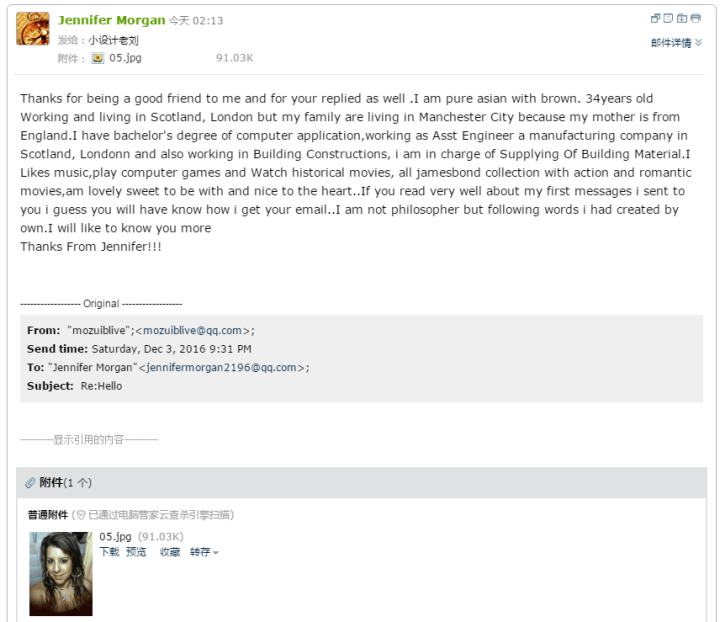 Jennifer Morgan 今天 02:13
发给：小设计老刘
邮件详情
附件： 05.jpg 91.03K
Thanks for being a good friend to me and for your replied as well .I am pure asian with brown. 34years old
Working and living in Scotland, London but my family are living in Manchester City because my mother is from
England.I have bachelor's degree of computer application,working as Asst Engineer a manufacturing company in
Scotland, Londonn and also working in Building Constructions, i am in charge of Supplying Of Building Material.I
Likes music,play computer games and Watch historical movies, all jamesbond collection with action and romantic
movies,am lovely sweet to be with and nice to the heart..If you read very well about my first messages i sent to
you i guess you will have know how i get your email..I am not philosopher but following words i had created by
own.I will like to know you more
Thanks From Jennifer!!!
------------------ Original ------------------
From: "mozuiblive";<mozuiblive@qq.com>;
Send time: Saturday, Dec 3, 2016 9:31 PM
To: "Jennifer Morgan"<jennifermorgan2196@qq.com>;
Subject: Re:Hello
———显示引用的内容———
附件(1 个)
普通附件 (已通过电脑管家云查杀引擎扫描)
05.jpg (91.03K)
下载 预览 收藏 转存